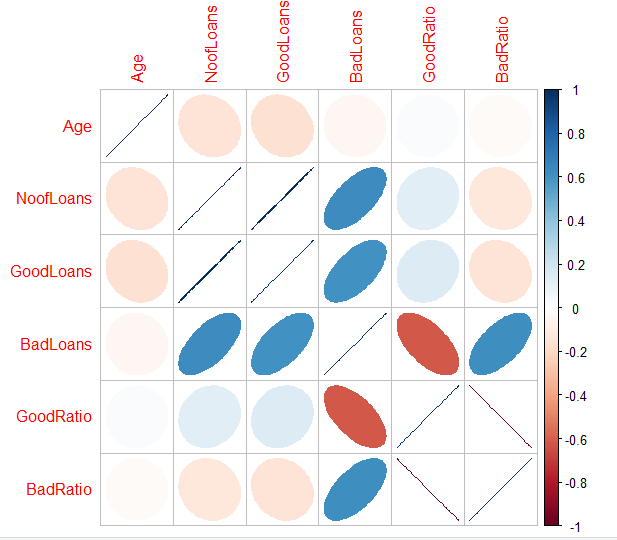 Age
NoofLoans
GoodLoans
BadLoans
GoodRatio
BadRatio
Age
NoofLoans
GoodLoans
BadLoans
GoodRatio
BadRatio
1
0.8
0.6
0.4
0.2
0
-0.2
-0.4
-0.6
-0.8
-1